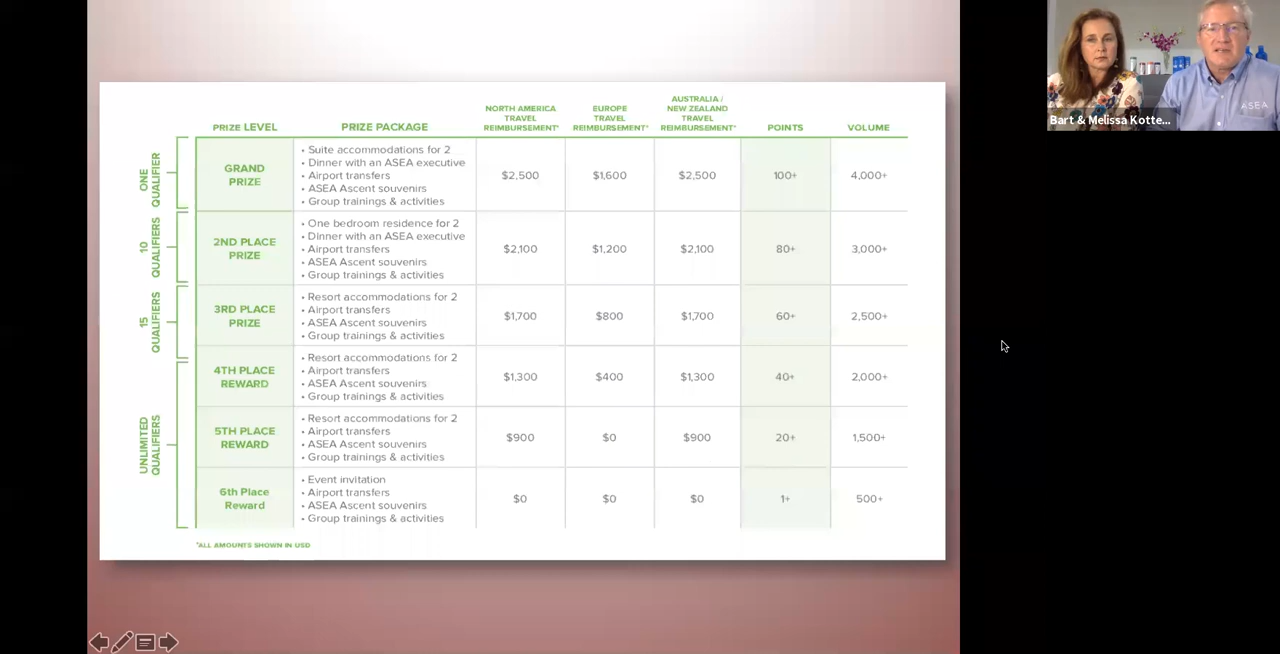 NORTH AMERICA TRAVEL REIMBURSEMENT*
EUROPE TRAVEL REIMBURSEMENT*
AUSTRALIA / NEW ZEALAND TRAVEL REIMBURSEMENT*
PRIZE LEVEL
PRIZE PACKAGE
POINTS
VOLUME
ONE QUALIFIER
GRAND PRIZE
• Suite accommodations for 2
• Dinner with an ASEA executive
• Airport transfers
• ASEA Ascent souvenirs
• Group trainings & activities
$2,500
$1,600
$2,500
100+
4,000+
10 QUALIFIERS
2ND PLACE PRIZE
• One bedroom residence for 2
• Dinner with an ASEA executive
• Airport transfers
• ASEA Ascent souvenirs
• Group trainings & activities
$2,100
$1,200
$2,100
80+
3,000+
15 QUALIFIERS
3RD PLACE PRIZE
• Resort accommodations for 2
• Airport transfers
• ASEA Ascent souvenirs
• Group trainings & activities
$1,700
$800
$1,700
60+
2,500+
UNLIMITED QUALIFIERS
4TH PLACE REWARD
• Resort accommodations for 2
• Airport transfers
• ASEA Ascent souvenirs
• Group trainings & activities
$1,300
$400
$1,300
40+
2,000+
5TH PLACE REWARD
• Resort accommodations for 2
• Airport transfers
• ASEA Ascent souvenirs
• Group trainings & activities
$900
$0
$900
20+
1,500+
6th Place Reward
• Event invitation
• Airport transfers
• ASEA Ascent souvenirs
• Group trainings & activities
$0
$0
$0
1+
500+
*ALL AMOUNTS SHOWN IN USD
ASEA
Bart & Melissa Kotte...